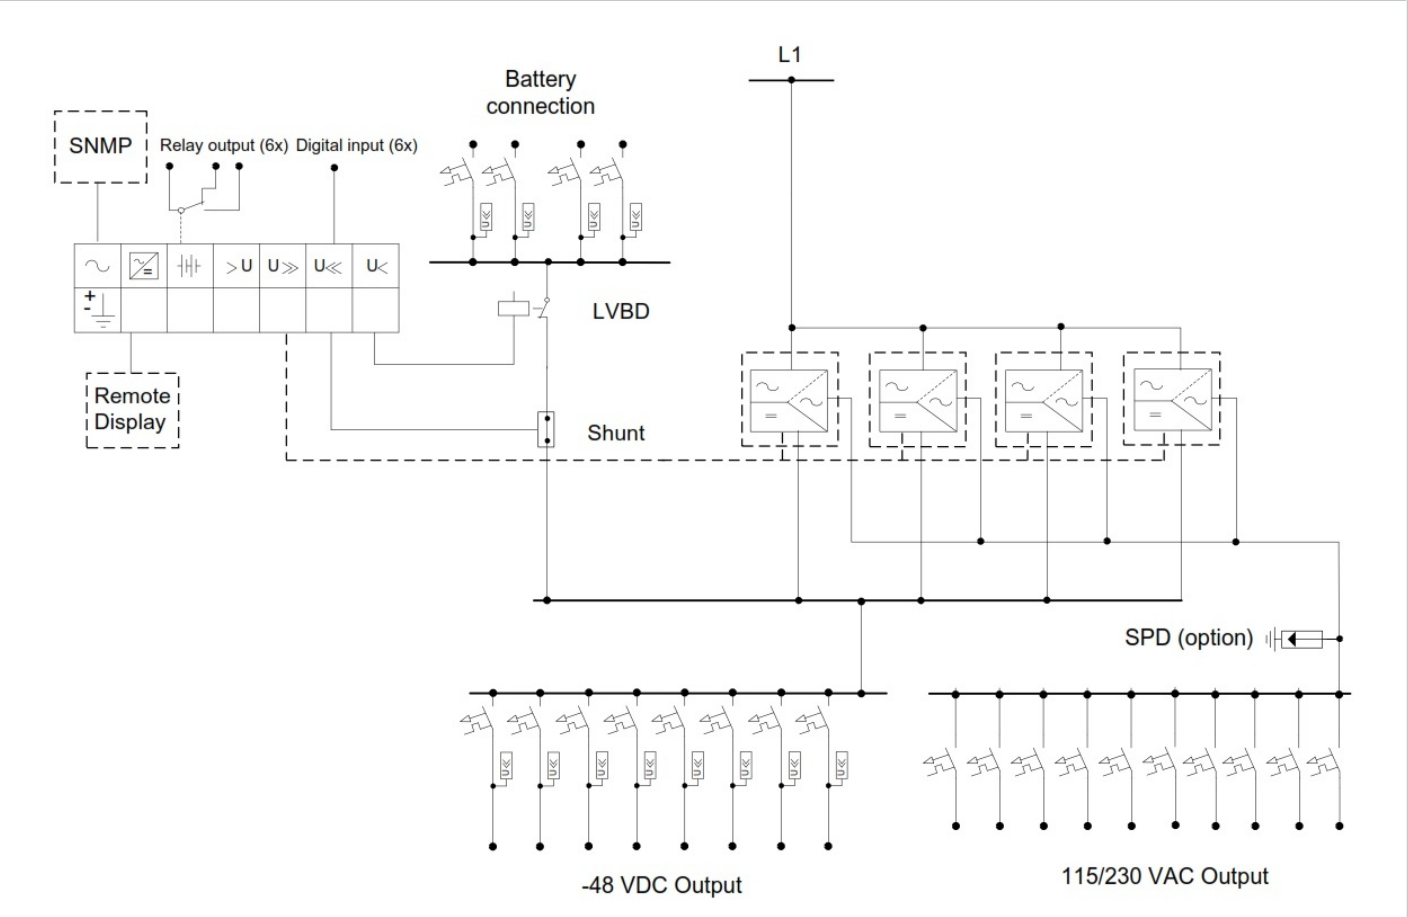 L1
Battery
connection
SNMP
Relay output (6x) Digital input (6x)
U<<
U<<
U<<
U<<
>U U>> U<< U<
+
-
LVBD
Remote
Display
Shunt
SPD (option)
U<<
U<<
U<<
U<<
U<<
U<<
U<<
U<<
-48 VDC Output
115/230 VAC Output